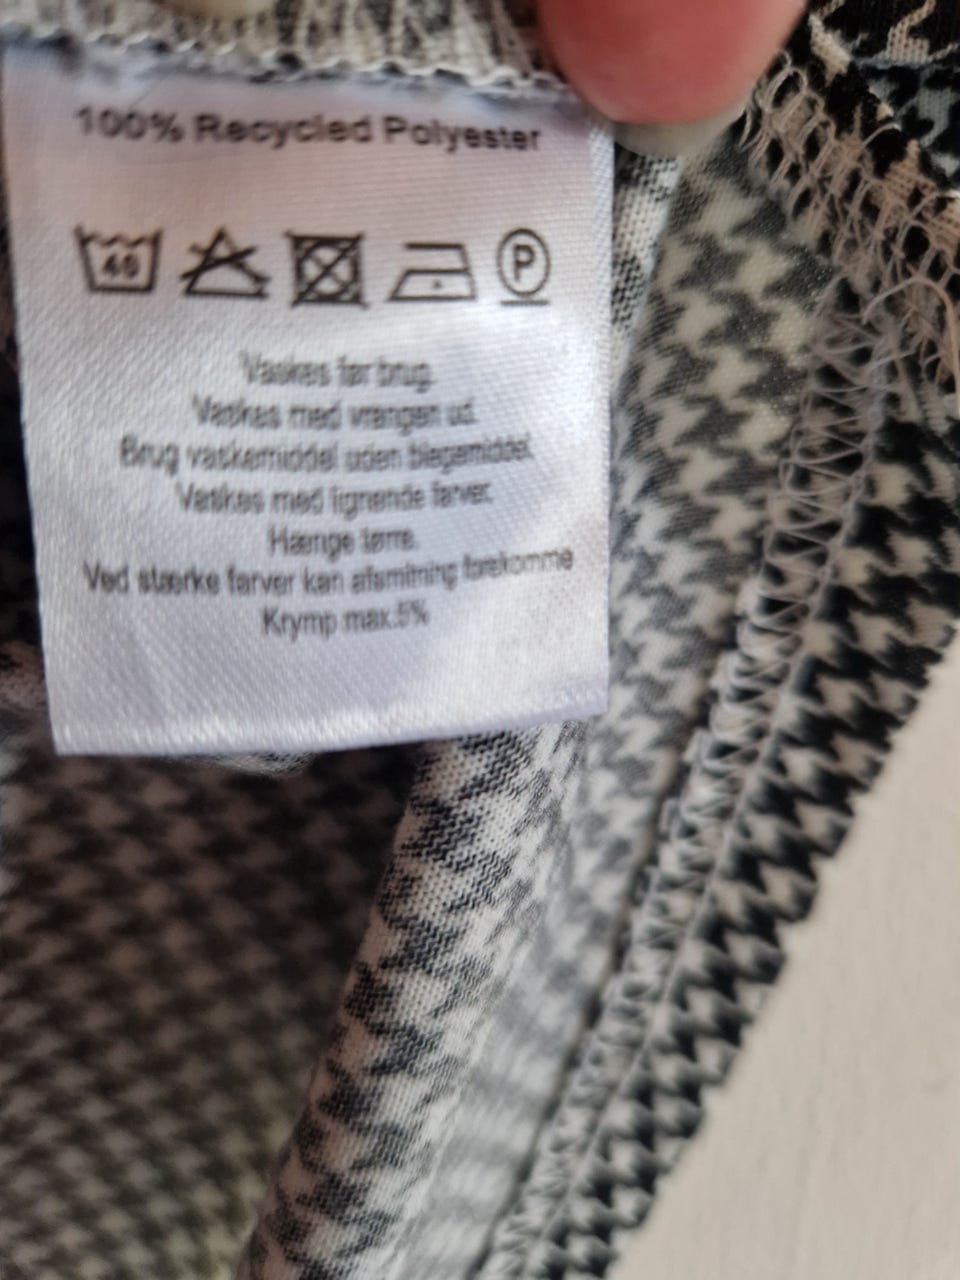 100% Recycled Polyester
40 P
Vaskes før brug.
Vaskes med vrangen ud.
Brug vaskemiddel uden blegemiddel.
Vaskes med lignende farver.
Hænge tørre.
Ved stærke farver kan afsmitning forekomme
Krymp max.5%